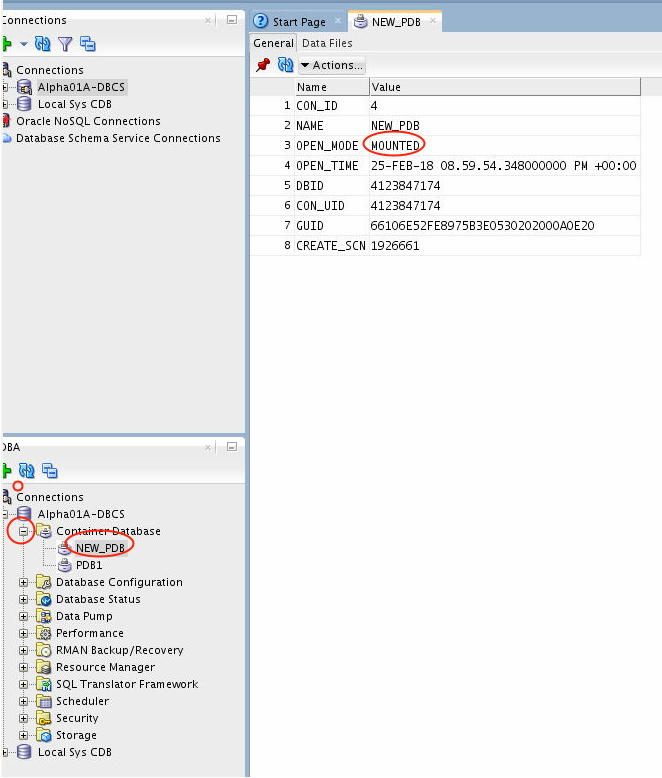 Connections
Connections
Alpha01A-DBCS
Local Sys CDB
Oracle NoSQL Connections
Database Schema Service Connections
DBA
Connections
Alpha01A-DBCS
Container Database
NEW_PDB
PDB1
Database Configuration
Database Status
Data Pump
Performance
RMAN Backup/Recovery
Resource Manager
SQL Translator Framework
Scheduler
Security
Storage
Local Sys CDB
Start Page
NEW_PDB
General Data Files
Actions...
Name Value
1 CON_ID 4
2 NAME NEW_PDB
3 OPEN_MODE MOUNTED
4 OPEN_TIME 25-FEB-18 08.59.54.348000000 PM +00:00
5 DBID 4123847174
6 CON_UID 4123847174
7 GUID 66106E52FE8975B3E0530202000A0E20
8 CREATE_SCN 1926661